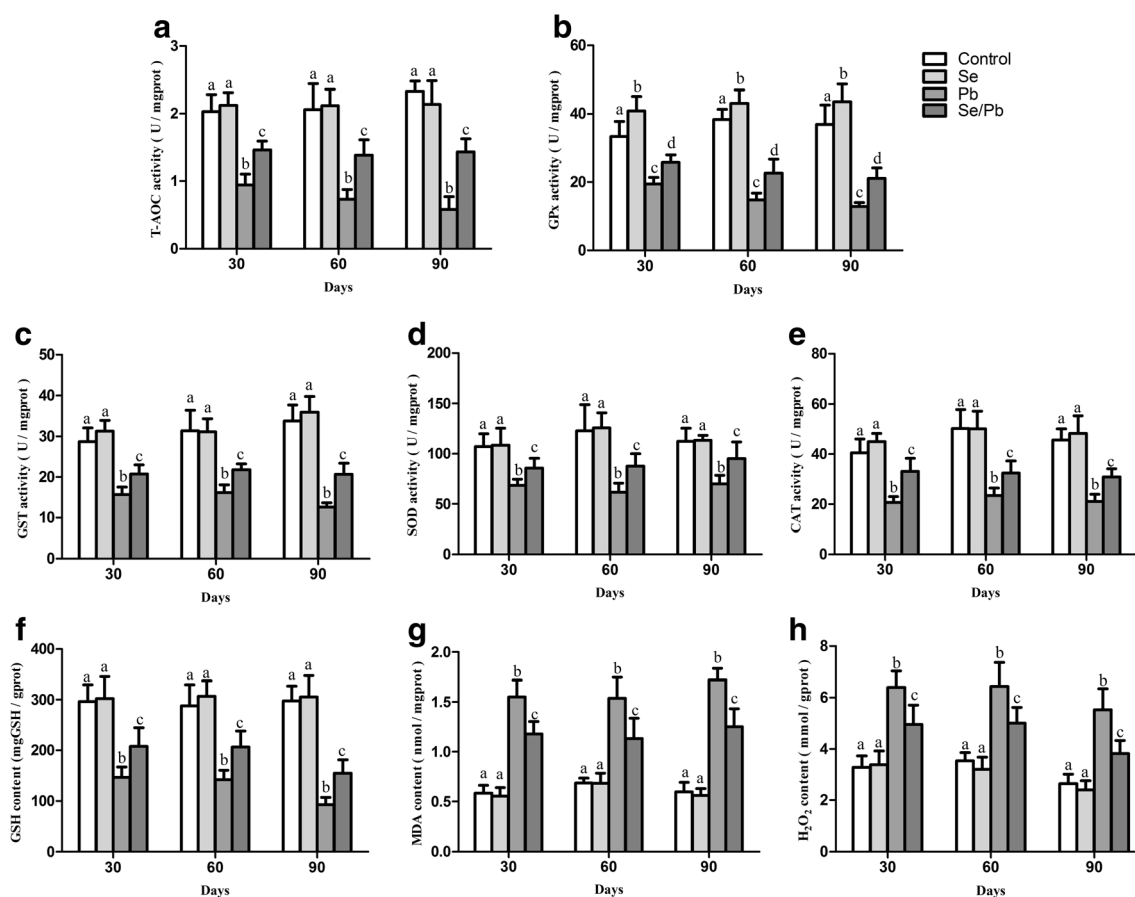 a
T-AOC activity ( U / mgprot )
3
2
1
0
a a b c
a a b c
a a b c
30 60 90
Days
b
GPx activity ( U / mgprot )
60
40
20
0
a b c d
a b c d
a b c d
30 60 90
Days
Control
Se
Pb
Se/Pb
c
GST activity ( U / mgprot )
50
40
30
20
10
0
a a b c
a a b c
a a b c
30 60 90
Days
d
SOD activity ( U / mgprot )
200
150
100
50
0
a a b c
a a b c
a a b c
30 60 90
Days
e
CAT activity ( U / mgprot )
80
60
40
20
0
a a b c
a a b c
a a b c
30 60 90
Days
f
GSH content (mgGSH / gprot )
400
300
200
100
0
a a b c
a a b c
a a b c
30 60 90
Days
g
MDA content ( nmol / mgprot )
2.0
1.5
1.0
0.5
0.0
a a b c
a a b c
a a b c
30 60 90
Days
h
H₂O₂ content ( mmol / gprot )
8
6
4
2
0
a a b c
a a b c
a a b c
30 60 90
Days